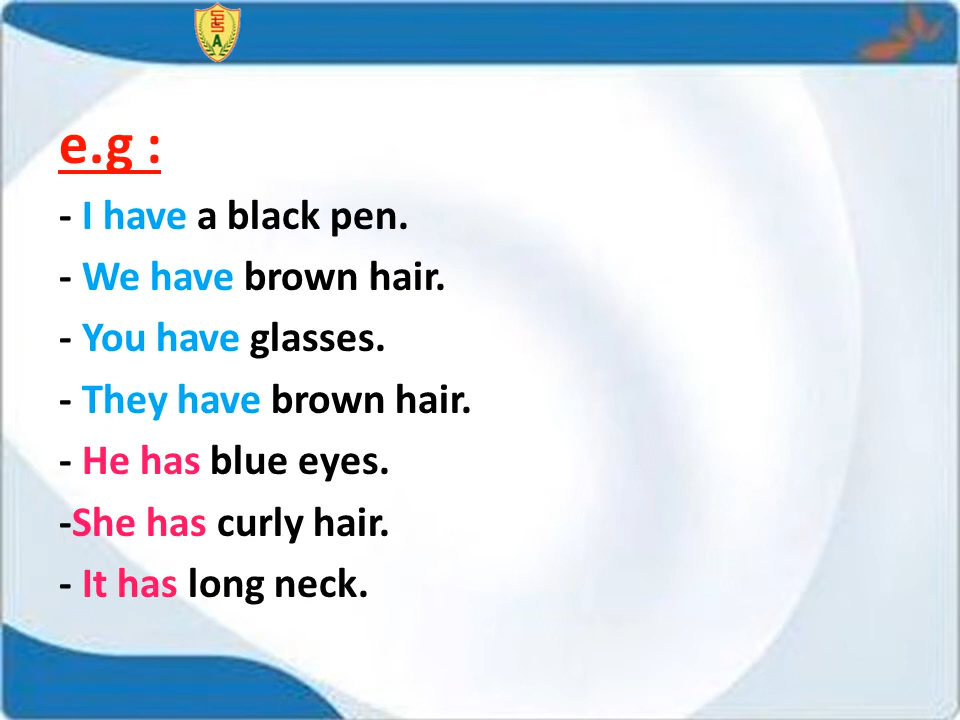 e.g :
- I have a black pen.
- We have brown hair.
- You have glasses.
- They have brown hair.
- He has blue eyes.
-She has curly hair.
- It has long neck.